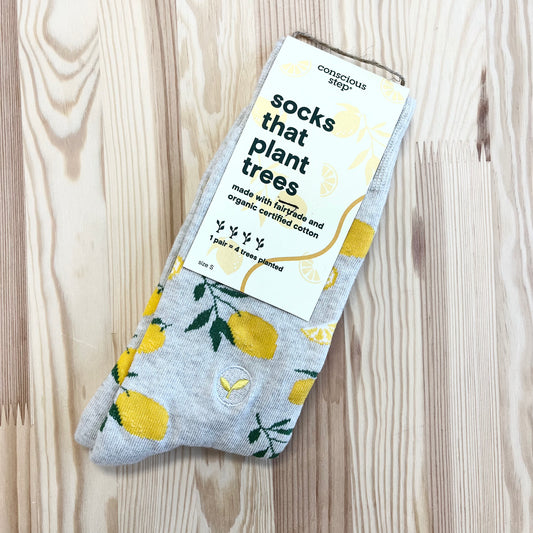 conscious
step®
socks
that
plant
trees
made with fairtrade and
organic certified cotton
1 pair = 4 trees planted
size S